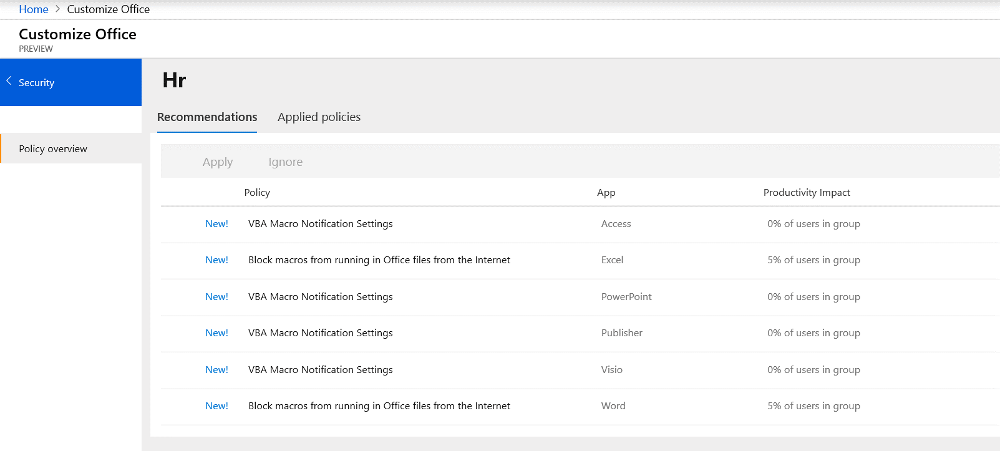 Home > Customize Office
Customize Office
PREVIEW
Security
Policy overview
Hr
Recommendations Applied policies
Apply Ignore
Policy App Productivity Impact
New! VBA Macro Notification Settings Access 0% of users in group
New! Block macros from running in Office files from the Internet Excel 5% of users in group
New! VBA Macro Notification Settings PowerPoint 0% of users in group
New! VBA Macro Notification Settings Publisher 0% of users in group
New! VBA Macro Notification Settings Visio 0% of users in group
New! Block macros from running in Office files from the Internet Word 5% of users in group